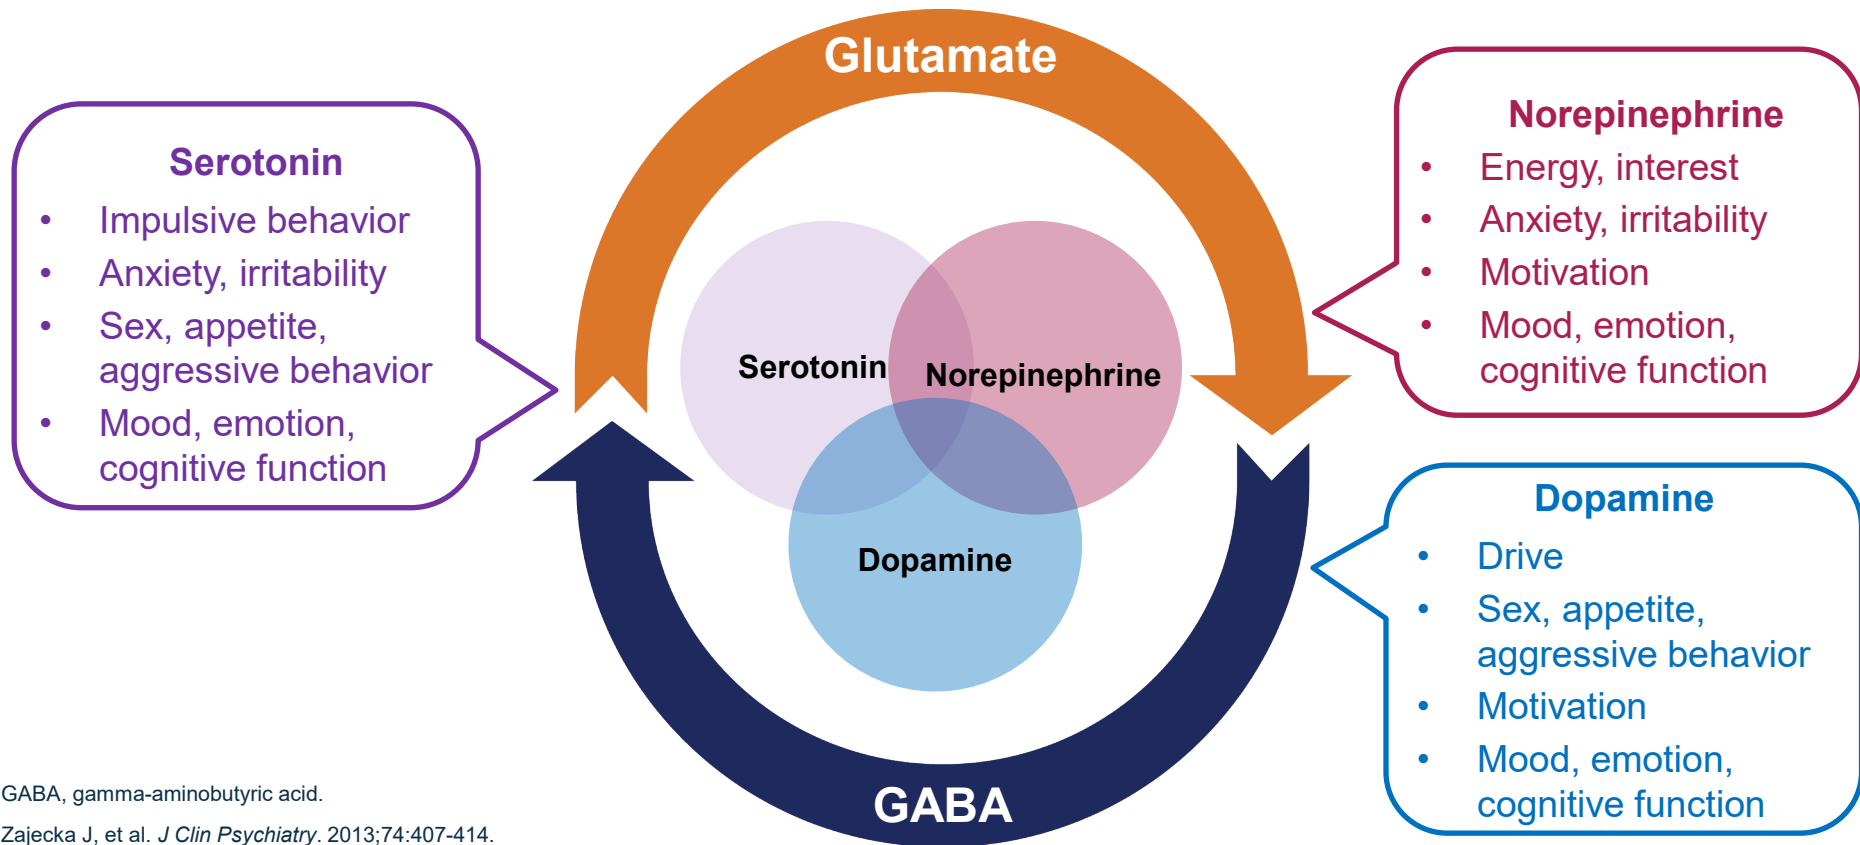 Glutamate
Serotonin
• Impulsive behavior
• Anxiety, irritability
• Sex, appetite,
aggressive behavior
• Mood, emotion,
cognitive function
Norepinephrine
• Energy, interest
• Anxiety, irritability
• Motivation
• Mood, emotion,
cognitive function
Serotonin
Norepinephrine
Dopamine
Dopamine
• Drive
• Sex, appetite,
aggressive behavior
• Motivation
• Mood, emotion,
cognitive function
GABA
GABA, gamma-aminobutyric acid.
Zajecka J, et al. J Clin Psychiatry. 2013;74:407-414.